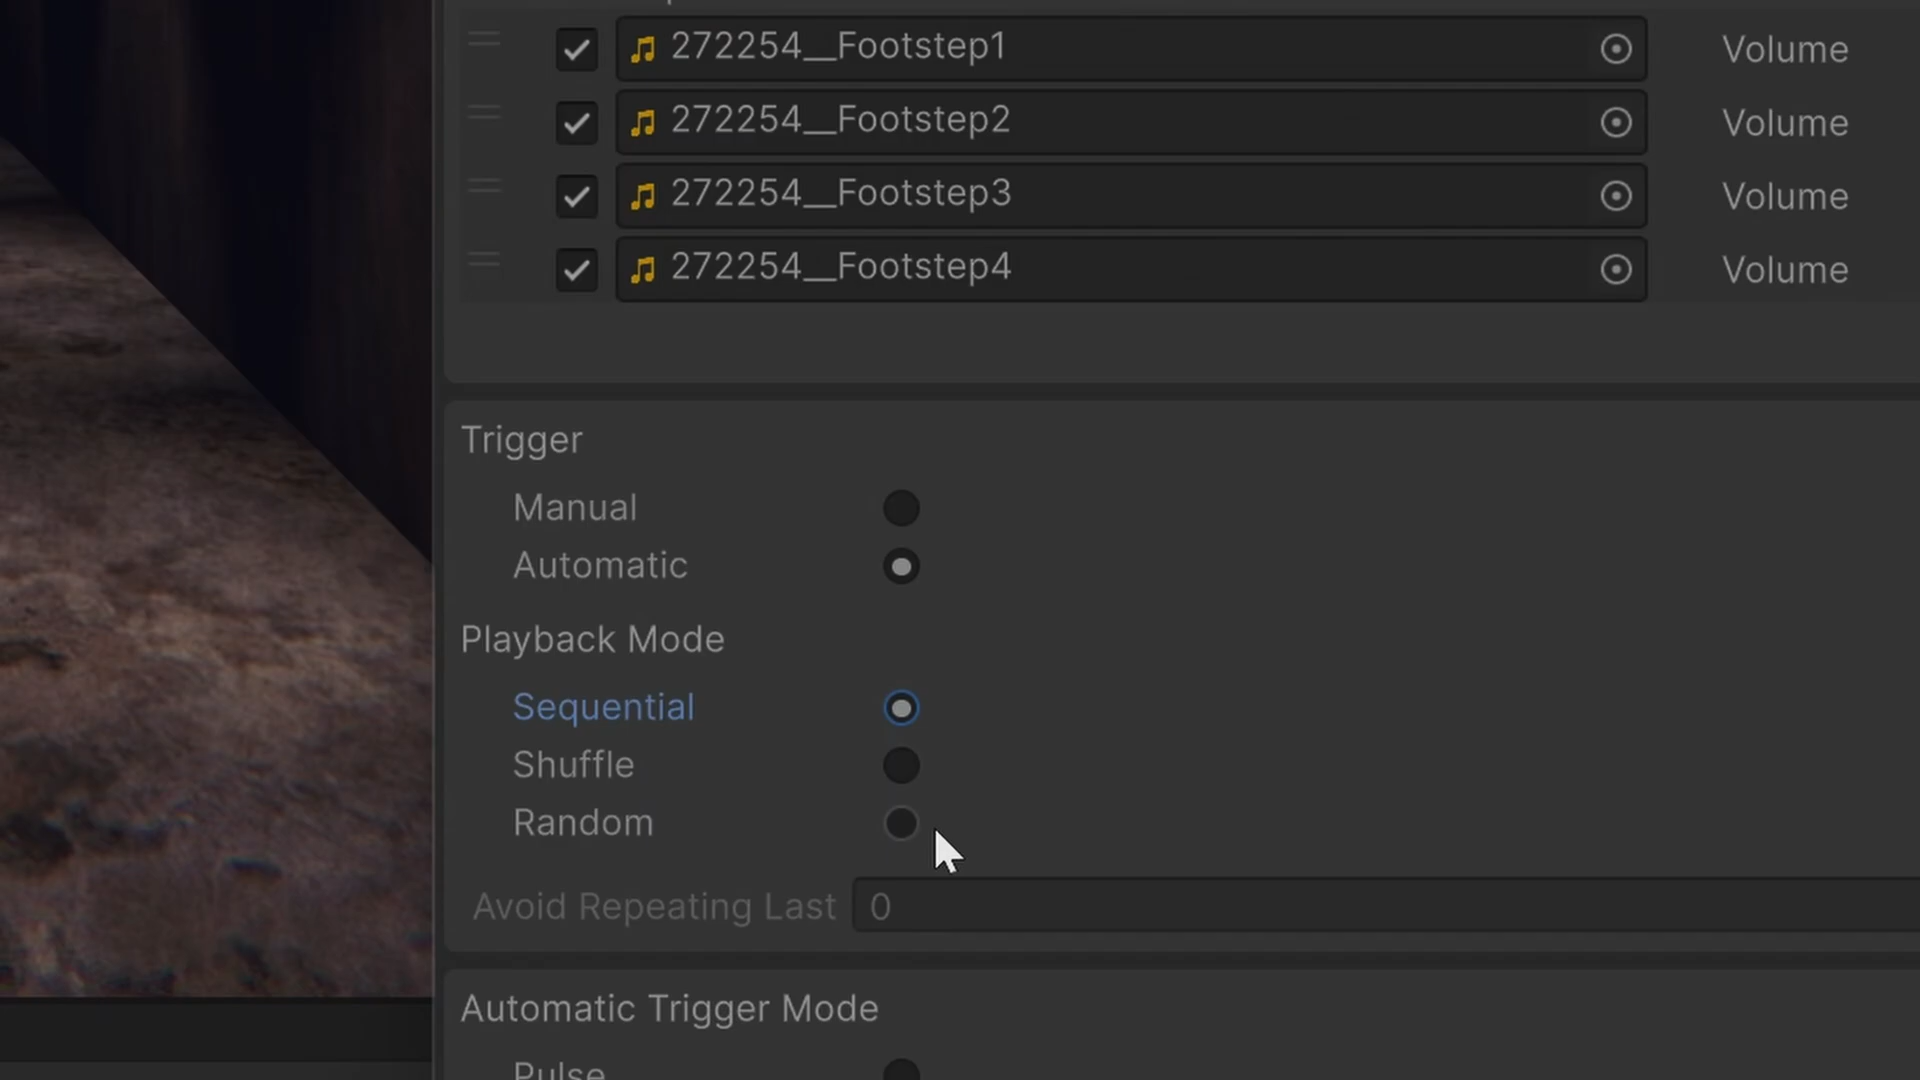 272254__Footstep1 Volume
272254__Footstep2 Volume
272254__Footstep3 Volume
272254__Footstep4 Volume
Trigger
Manual
Automatic
Playback Mode
Sequential
Shuffle
Random
Avoid Repeating Last 0
Automatic Trigger Mode
Pulse